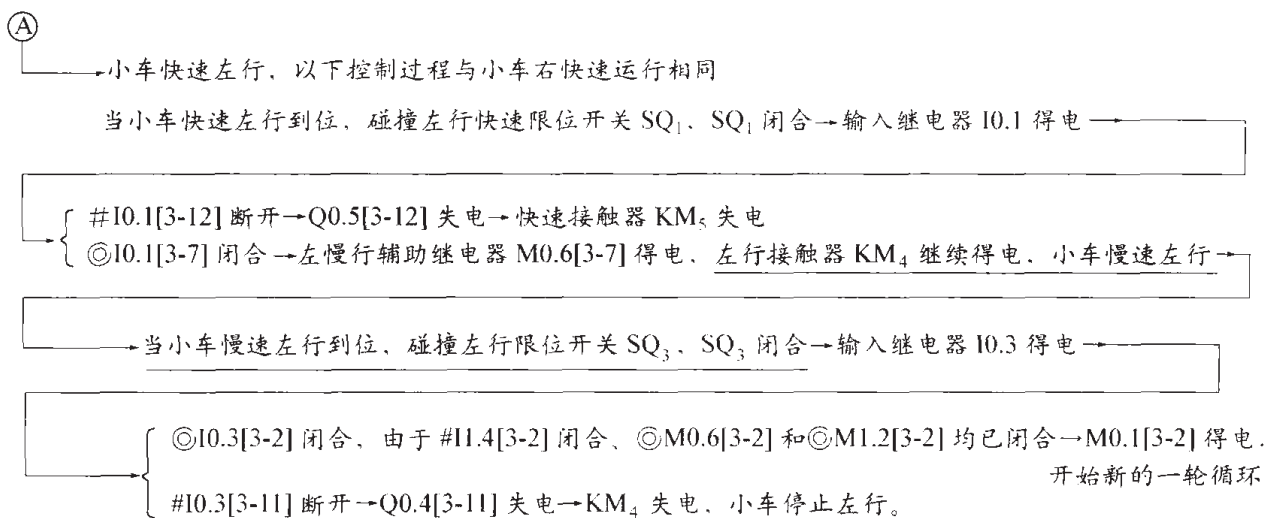 Ⓐ
小车快速左行，以下控制过程与小车右快速运行相同
当小车快速左行到位，碰撞左行快速限位开关 SQ₁，SQ₁ 闭合→输入继电器 I0.1 得电
#I0.1[3-12] 断开→Q0.5[3-12] 失电→快速接触器 KM₅ 失电
◎I0.1[3-7] 闭合→左慢行辅助继电器 M0.6[3-7] 得电，左行接触器 KM₄ 继续得电，小车慢速左行
当小车慢速左行到位，碰撞左行限位开关 SQ₃，SQ₃ 闭合→输入继电器 I0.3 得电
◎I0.3[3-2] 闭合，由于 #I1.4[3-2] 闭合、◎M0.6[3-2] 和◎M1.2[3-2] 均已闭合→M0.1[3-2] 得电.
开始新的一轮循环
#I0.3[3-11] 断开→Q0.4[3-11] 失电→KM₄ 失电，小车停止左行。